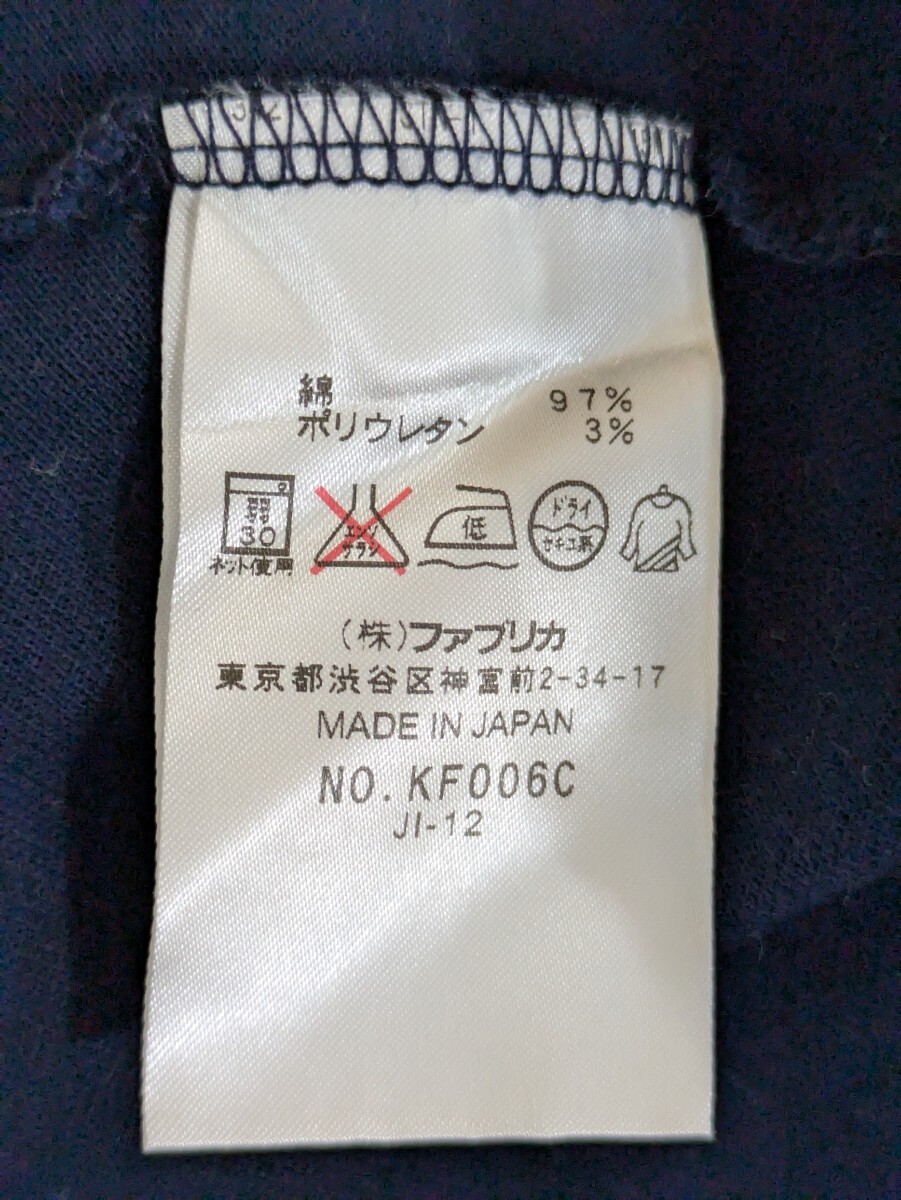 綿 97%
ポリウレタン 3%
弱
30
ネット使用
エンソ
サラシ
低
ドライ
セキユ系
(株)ファブリカ
東京都渋谷区神宮前2-34-17
MADE IN JAPAN
NO. KF006C
JI-12